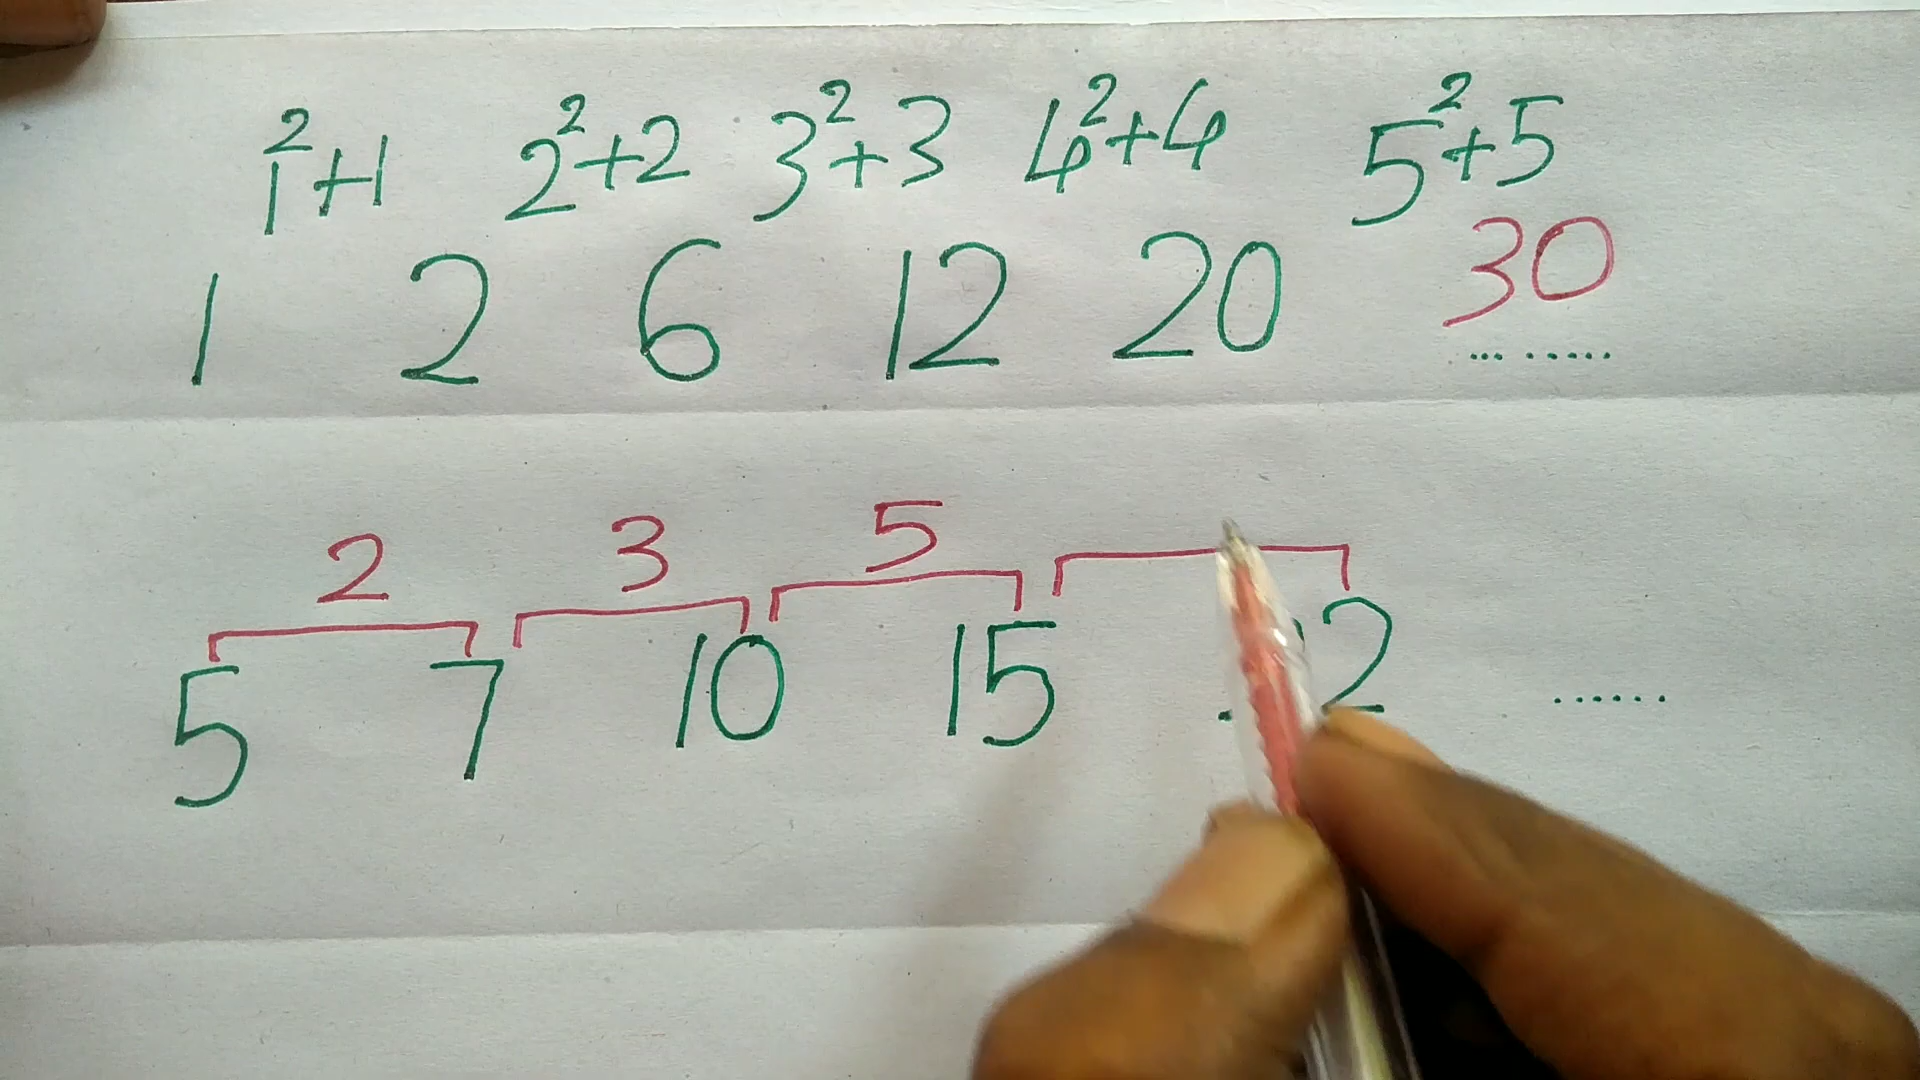 1²+1 2²+2 3²+3 4²+4 5²+5
1 2 6 12 20 30
... .....
2 3 5
5 7 10 15 22 ......